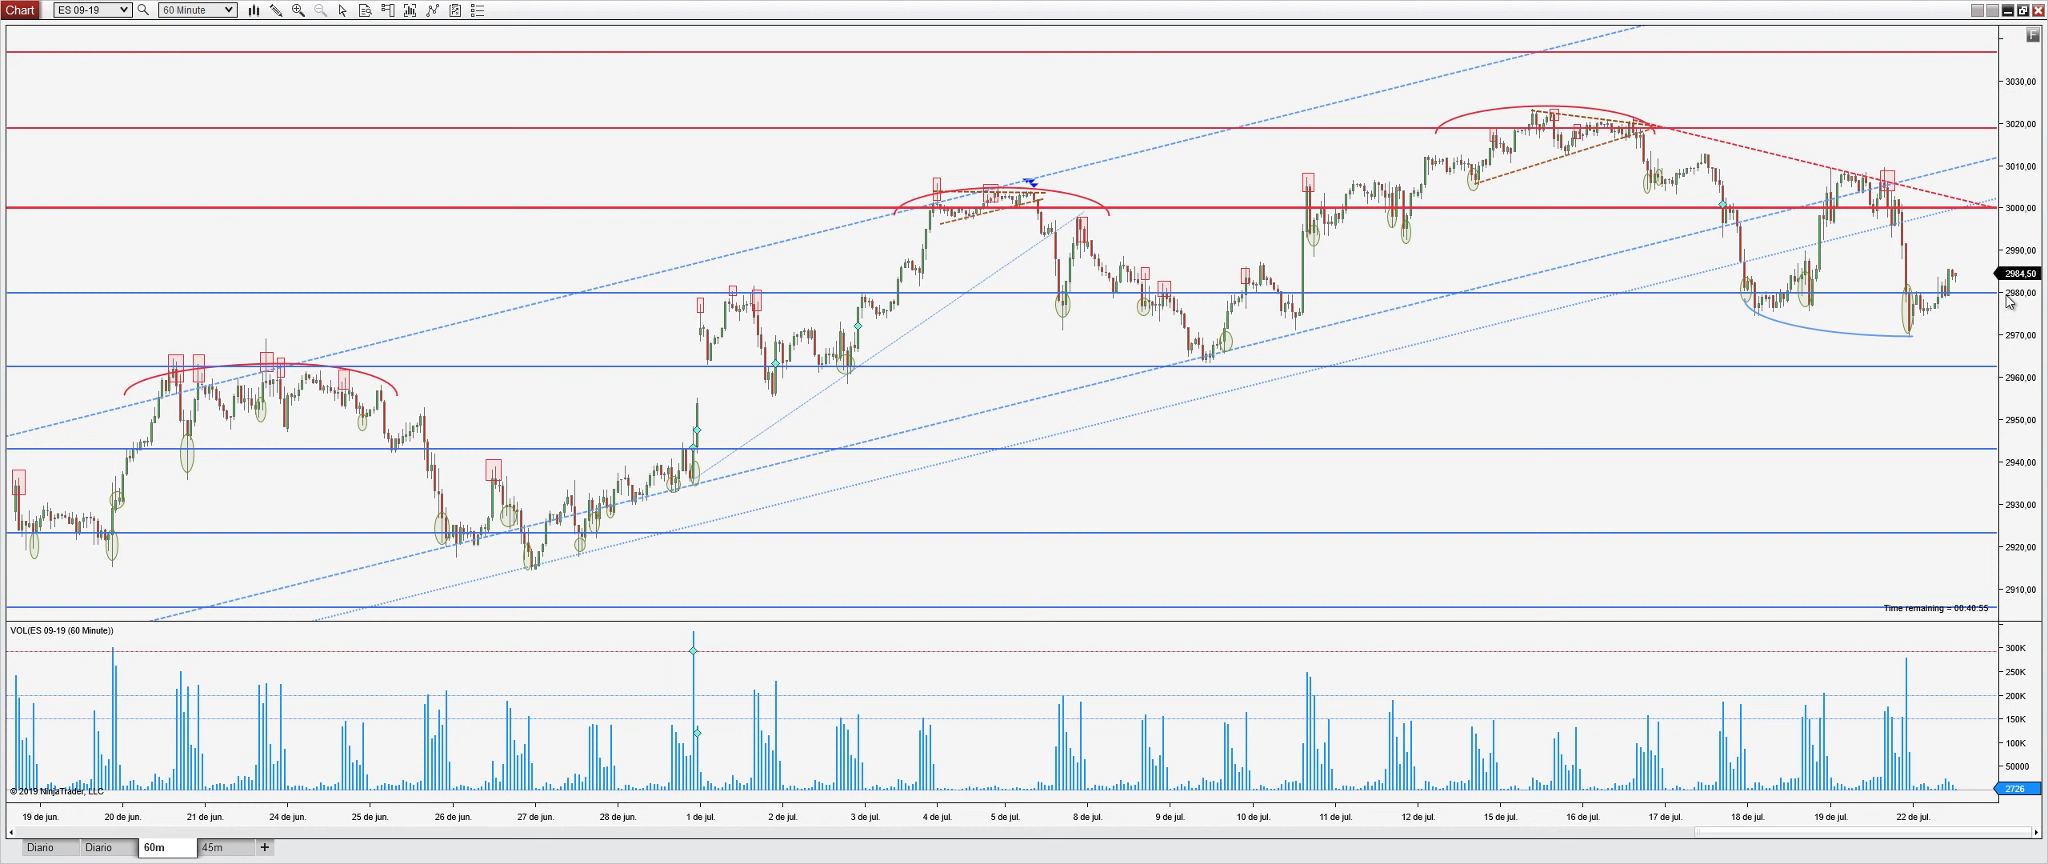 Chart ES 09-19 60 Minute
F
3030,00
3020,00
3010,00
3000,00
2990,00
2984,50
2980,00
2970,00
2960,00
2950,00
2940,00
2930,00
2920,00
2910,00
Time remaining = 00:40:55
VOL(ES 09-19 (60 Minute))
300K
250K
200K
150K
100K
50000
2726
© 2019 NinjaTrader, LLC
19 de jun. 20 de jun. 21 de jun. 24 de jun. 25 de jun. 26 de jun. 27 de jun. 28 de jun. 1 de jul. 2 de jul. 3 de jul. 4 de jul. 5 de jul. 8 de jul. 9 de jul. 10 de jul. 11 de jul. 12 de jul. 15 de jul. 16 de jul. 17 de jul. 18 de jul. 19 de jul. 22 de jul.
Diario Diario 60m 45m +